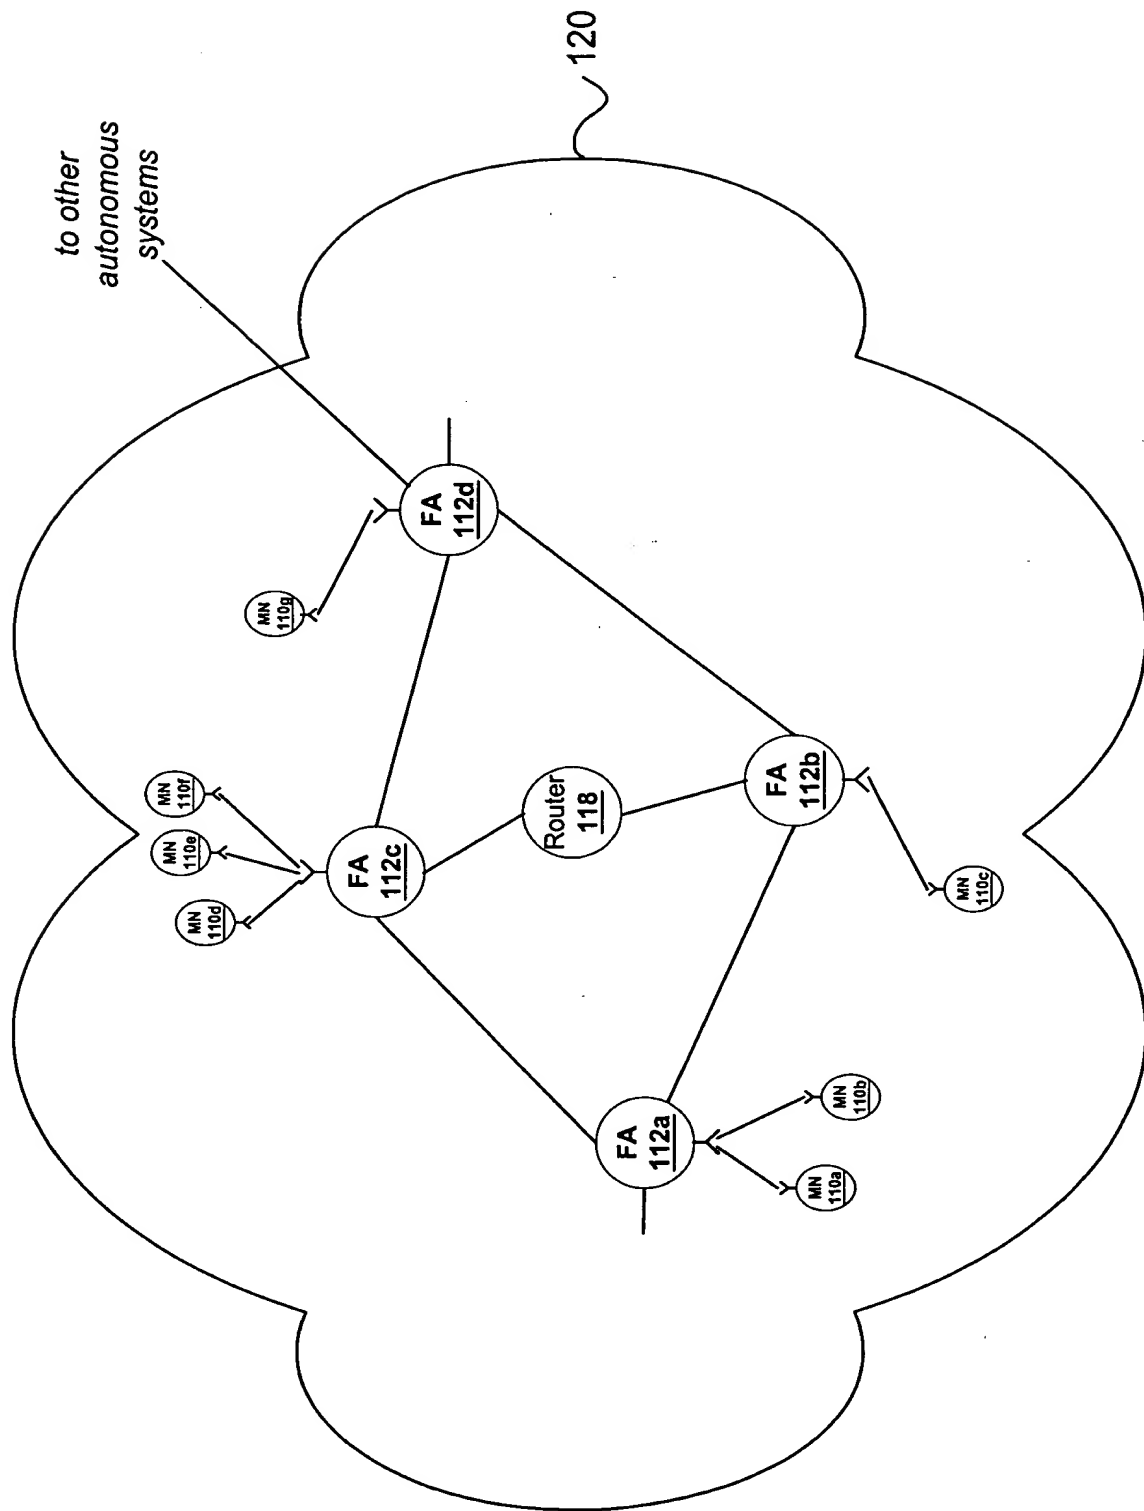 to other
autonomous
systems
120
MN
110d
MN
110e
MN
110f
MN
110g
FA
112c
FA
112d
Router
118
FA
112a
FA
112b
MN
110a
MN
110b
MN
110c